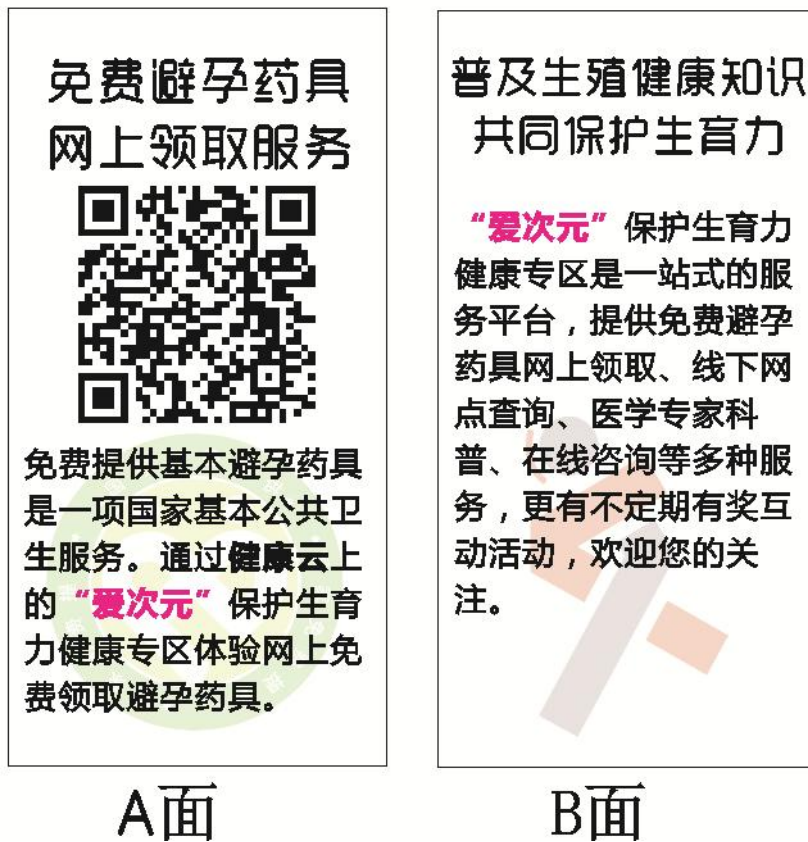 免费避孕药具
网上领取服务
免费提供基本避孕药具
是一项国家基本公共卫
生服务。通过健康云上
的“爱次元”保护生育
力健康专区体验网上免
费领取避孕药具。
A面
普及生殖健康知识
共同保护生育力
“爱次元”保护生育力
健康专区是一站式的服
务平台，提供免费避孕
药具网上领取、线下网
点查询、医学专家科
普、在线咨询等多种服
务，更有不定期有奖互
动活动，欢迎您的关
注。
B面